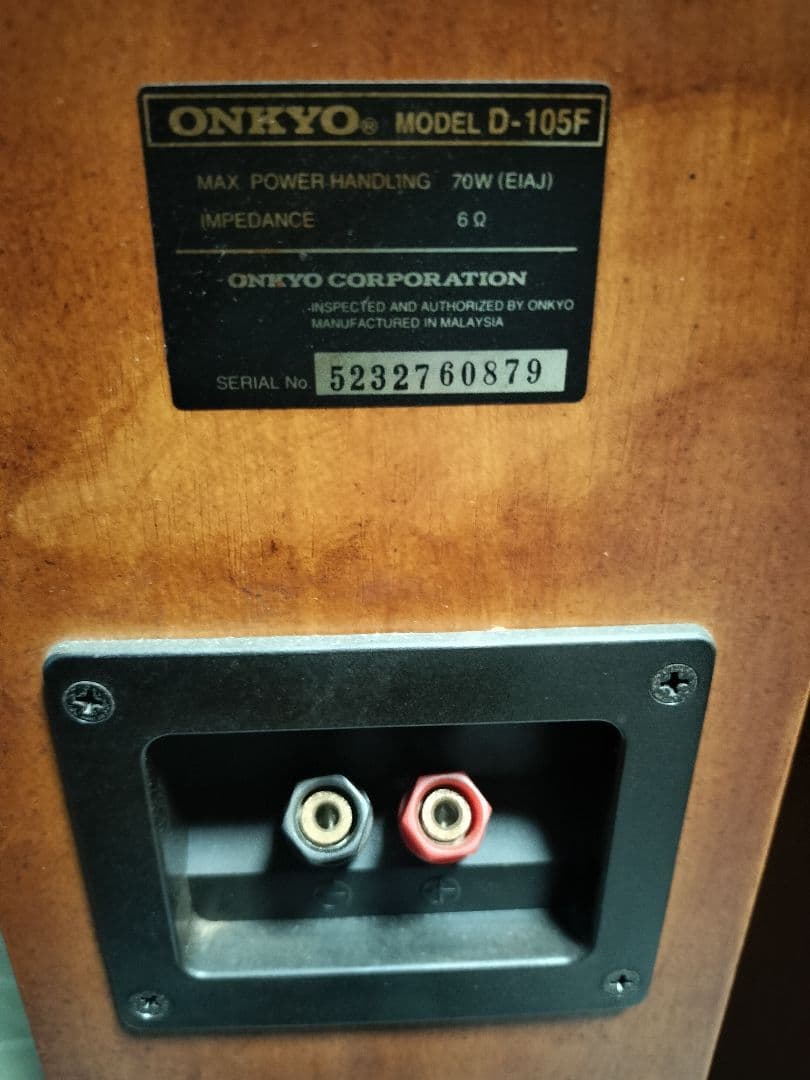 ONKYO® MODEL D-105F
MAX POWER HANDLING 70W (EIAJ)
IMPEDANCE 6 Ω
ONKYO CORPORATION
INSPECTED AND AUTHORIZED BY ONKYO
MANUFACTURED IN MALAYSIA
SERIAL No. 5232760879